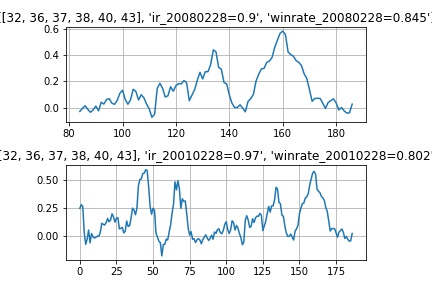 [32, 36, 37, 38, 40, 43], 'ir_20080228=0.9', 'winrate_20080228=0.845'
0.6
0.4
0.2
0.0
80 100 120 140 160 180
[32, 36, 37, 38, 40, 43], 'ir_20010228=0.97', 'winrate_20010228=0.802'
0.50
0.25
0.00
0 25 50 75 100 125 150 175